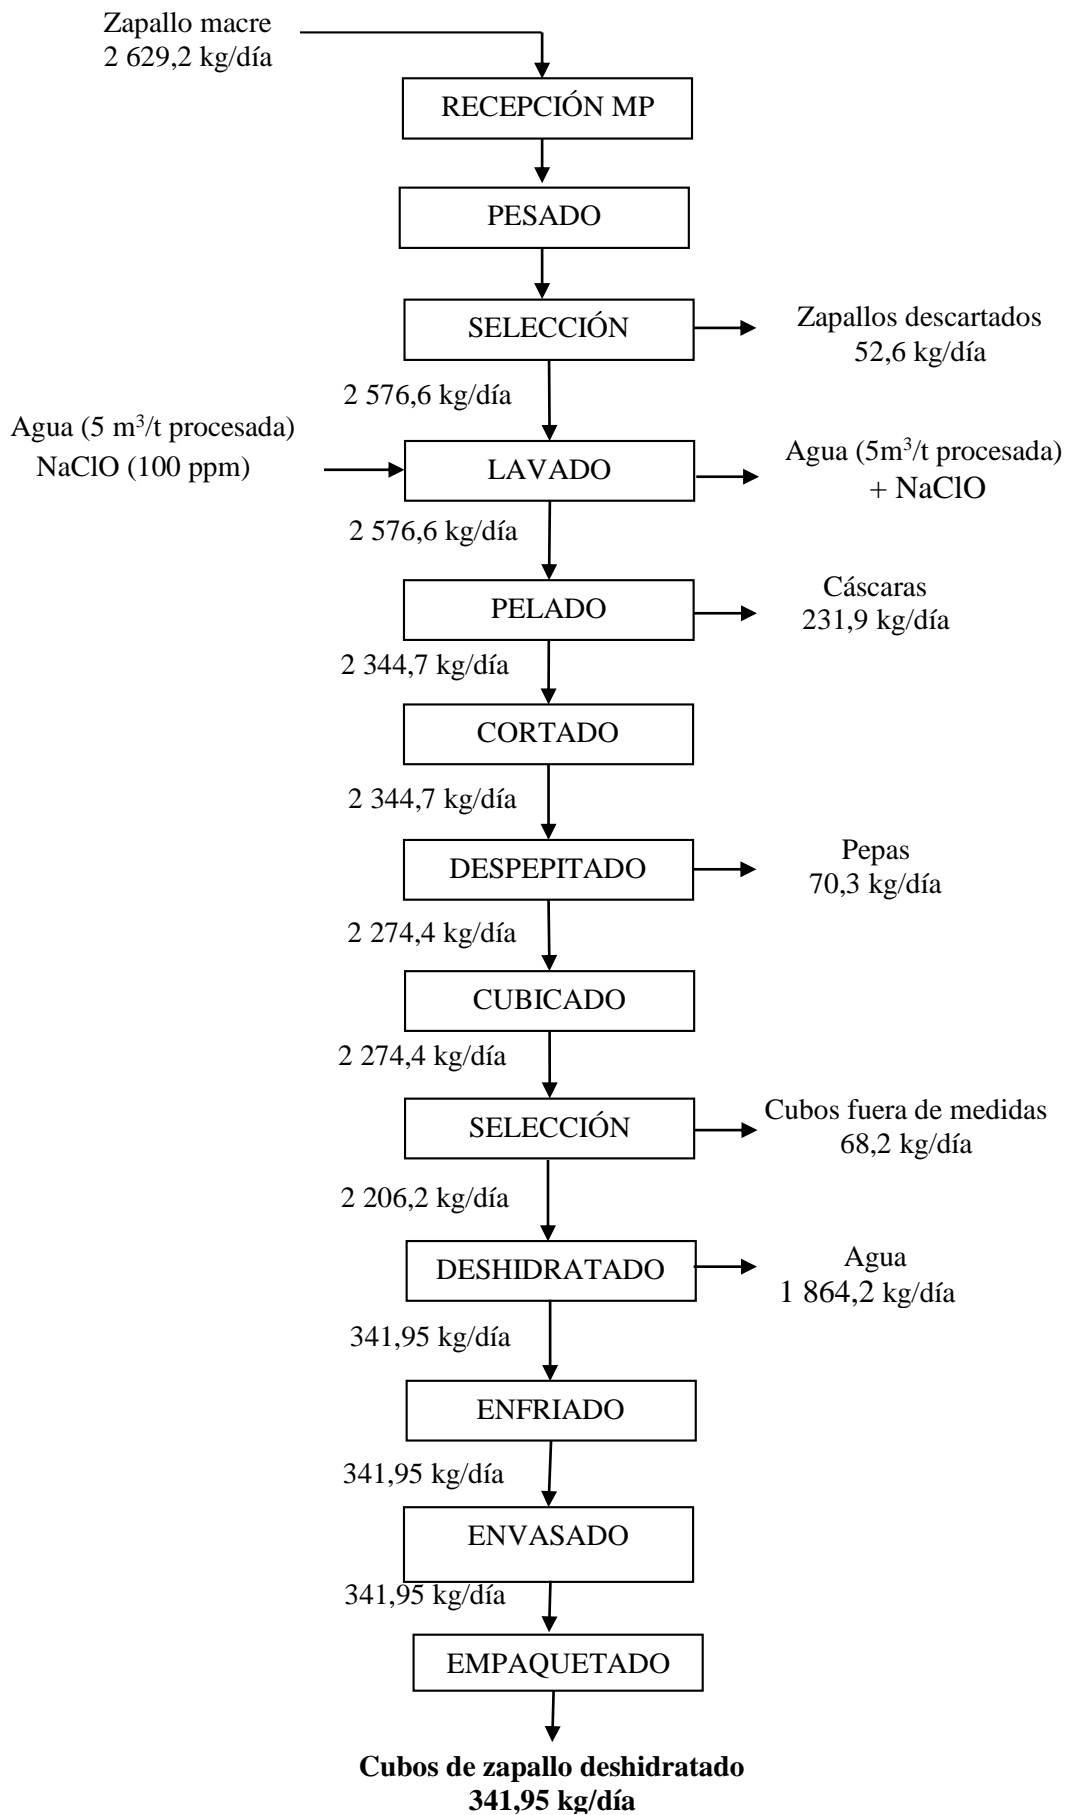 Zapallo macre
2 629,2 kg/día
RECEPCIÓN MP
PESADO
SELECCIÓN
Zapallos descartados
52,6 kg/día
2 576,6 kg/día
Agua (5 m³/t procesada)
NaClO (100 ppm)
LAVADO
Agua (5m³/t procesada)
+ NaClO
2 576,6 kg/día
PELADO
Cáscaras
231,9 kg/día
2 344,7 kg/día
CORTADO
2 344,7 kg/día
DESPEPITADO
Pepas
70,3 kg/día
2 274,4 kg/día
CUBICADO
2 274,4 kg/día
SELECCIÓN
Cubos fuera de medidas
68,2 kg/día
2 206,2 kg/día
DESHIDRATADO
Agua
1 864,2 kg/día
341,95 kg/día
ENFRIADO
341,95 kg/día
ENVASADO
341,95 kg/día
EMPAQUETADO
Cubos de zapallo deshidratado
341,95 kg/día